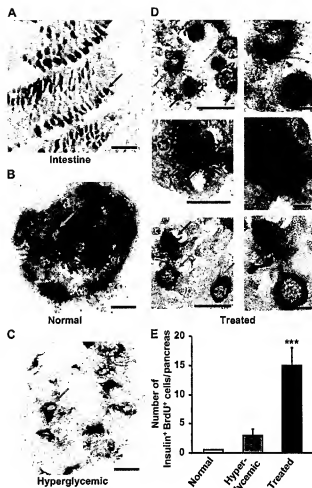 A
Intestine
B
Normal
C
Hyperglycemic
D
Treated
E
Number of
Insulin⁺ BrdU⁺ cells/pancreas
20
15
10
5
0
***
Normal
Hyper-
glycemic
Treated